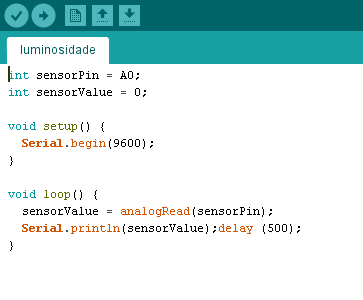 luminosidade
int sensorPin = A0;
int sensorValue = 0;
void setup() {
  Serial.begin(9600);
}
void loop() {
  sensorValue = analogRead(sensorPin);
  Serial.println(sensorValue);delay (500);
}